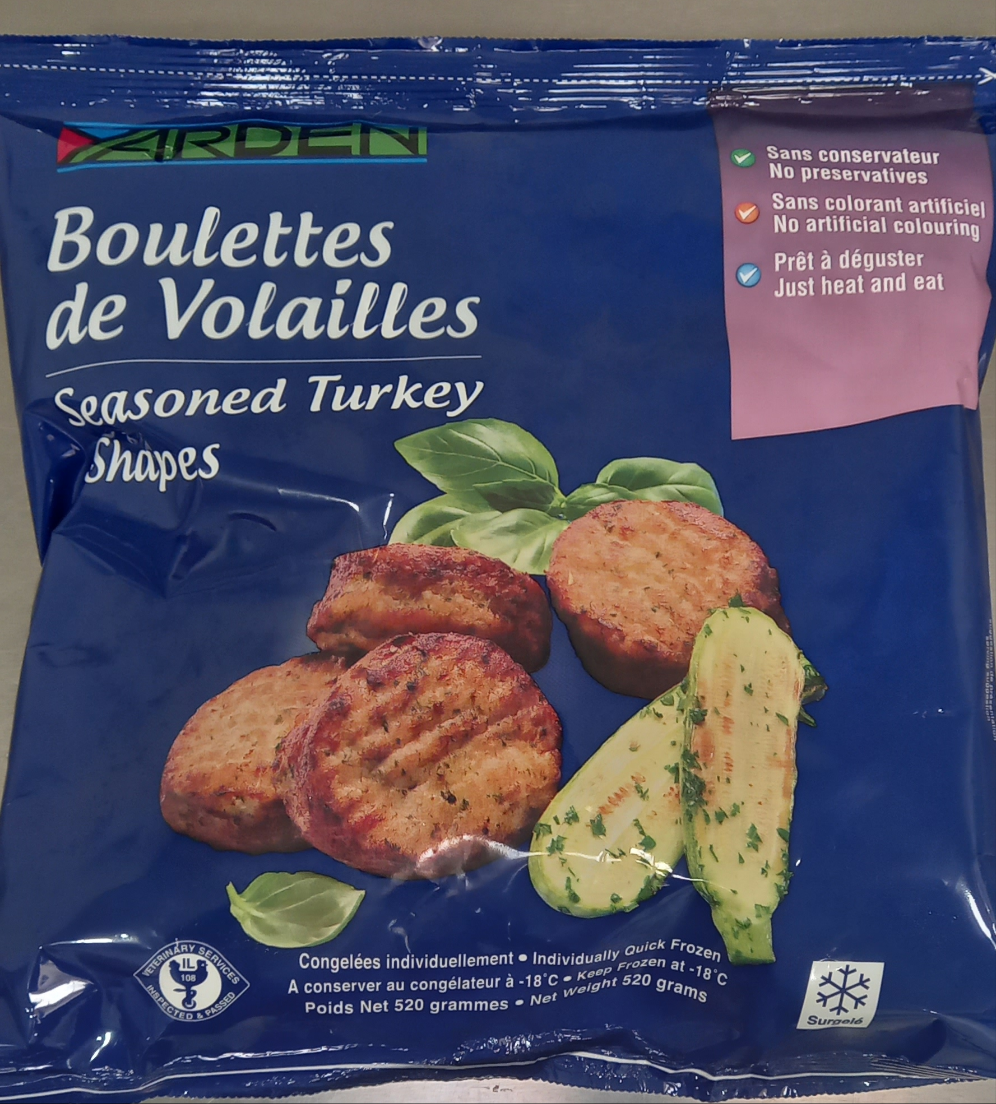 YARDEN
Boulettes
de Volailles
Seasoned Turkey
Shapes
Sans conservateur
No preservatives
Sans colorant artificiel
No artificial colouring
Prêt à déguster
Just heat and eat
VETERINARY SERVICES
IL
108
INSPECTED & PASSED
Congelées individuellement • Individually Quick Frozen
A conserver au congélateur à -18°C • Keep Frozen at -18°C
Poids Net 520 grammes • Net Weight 520 grams
Surgelé